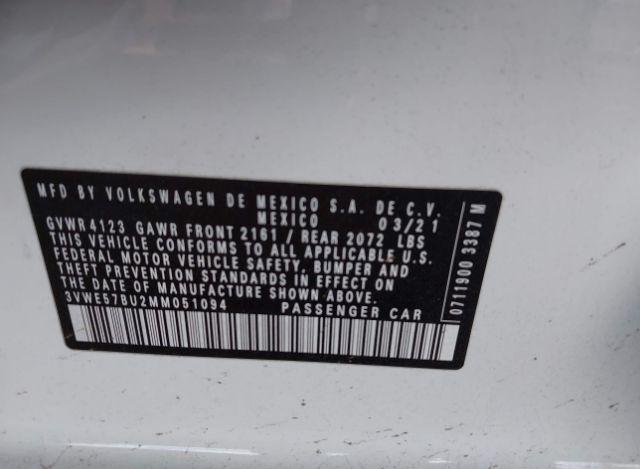 MFD BY VOLKSWAGEN DE MEXICO S.A. DE C.V.
MEXICO 03/21
GVWR 4123 GAWR FRONT 2161 / REAR 2072 LBS
THIS VEHICLE CONFORMS TO ALL APPLICABLE U.S.
FEDERAL MOTOR VEHICLE SAFETY, BUMPER, AND
THEFT PREVENTION STANDARDS IN EFFECT ON
THE DATE OF MANUFACTURE SHOWN ABOVE.
3VWE57BU2MM051094 PASSENGER CAR
0711900 3387 M